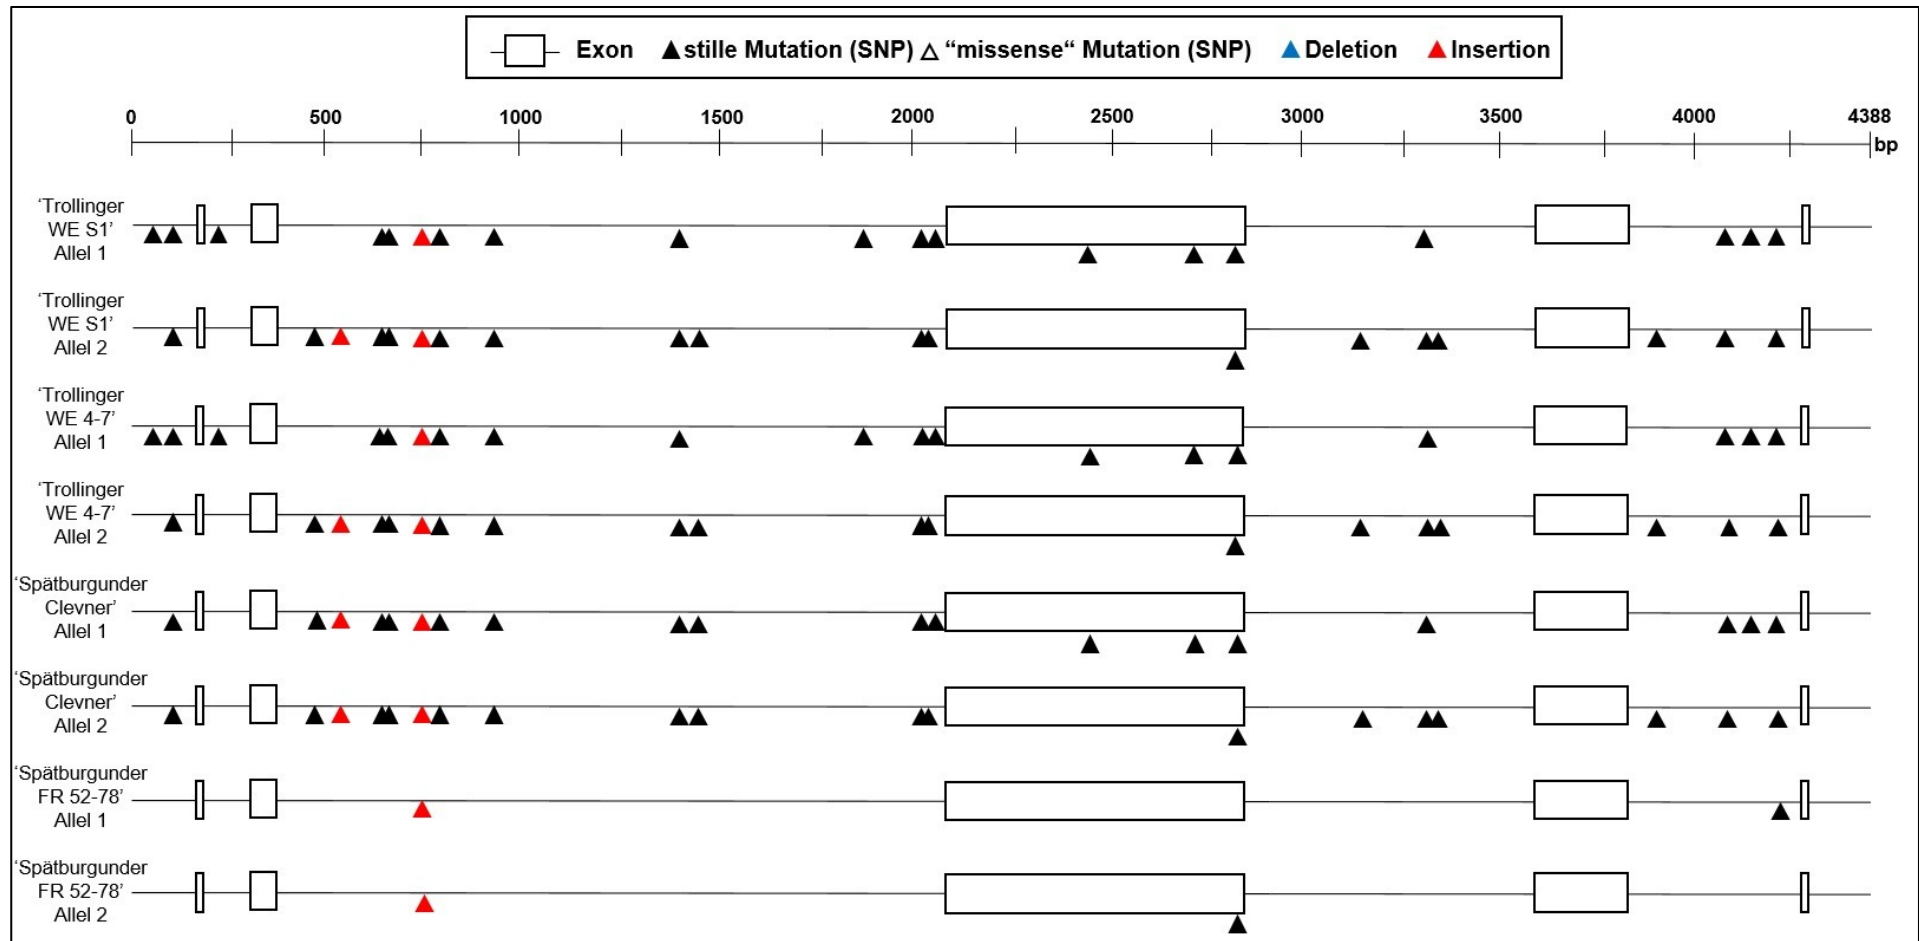 Exon stille Mutation (SNP) “missense“ Mutation (SNP) Deletion Insertion
0 500 1000 1500 2000 2500 3000 3500 4000 4388
bp
‘Trollinger
WE S1’
Allel 1
‘Trollinger
WE S1’
Allel 2
‘Trollinger
WE 4-7’
Allel 1
‘Trollinger
WE 4-7’
Allel 2
‘Spätburgunder
Clevner’
Allel 1
‘Spätburgunder
Clevner’
Allel 2
‘Spätburgunder
FR 52-78’
Allel 1
‘Spätburgunder
FR 52-78’
Allel 2